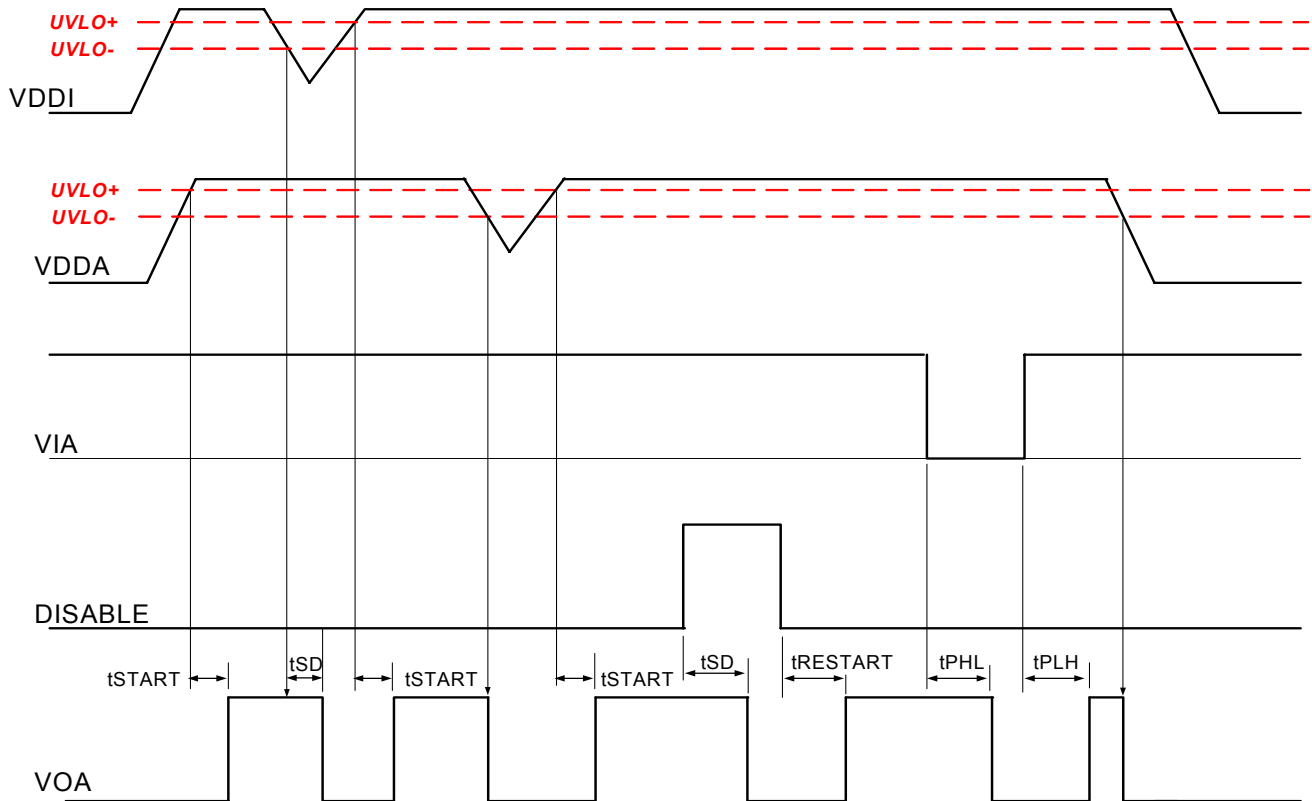 UVLO+
UVLO-
VDDI
UVLO+
UVLO-
VDDA
VIA
DISABLE
tSTART
tSD
tSTART
tSTART
tSD
tRESTART
tPHL
tPLH
VOA